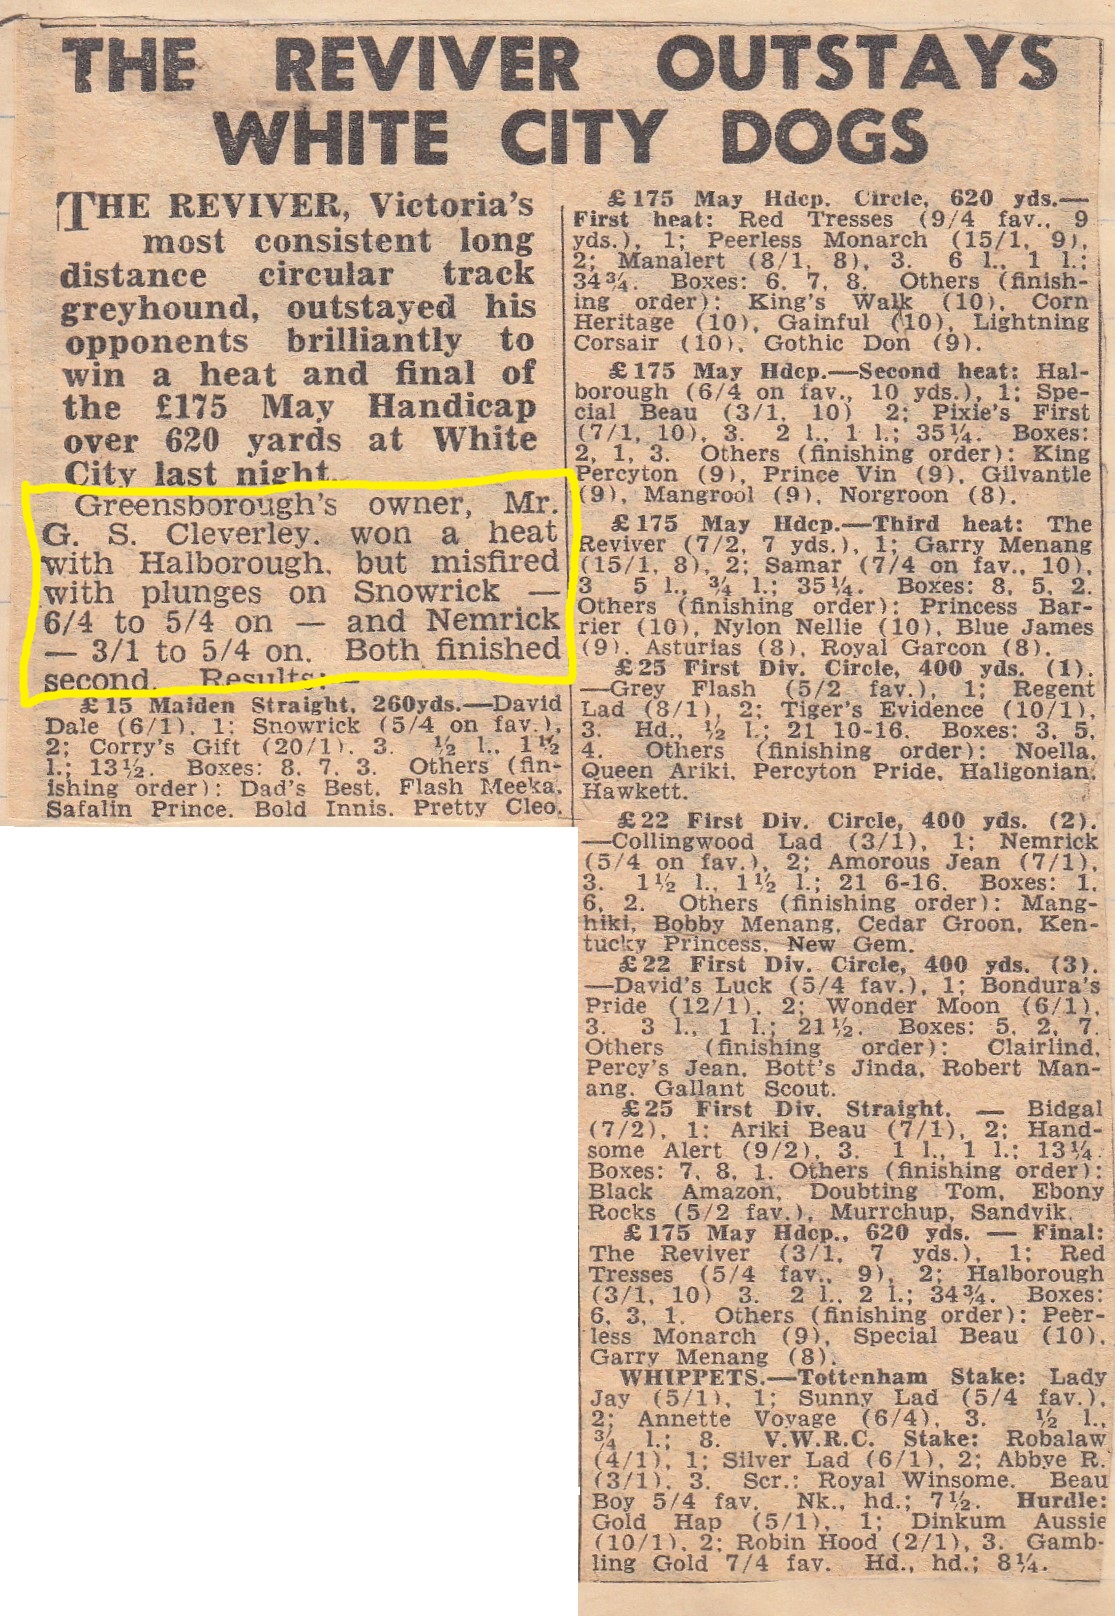 THE REVIVER OUTSTAYS
WHITE CITY DOGS
THE REVIVER, Victoria's
most consistent long
distance circular track
greyhound, outstayed his
opponents brilliantly to
win a heat and final of
the £175 May Handicap
over 620 yards at White
City last night.
Greensborough's owner, Mr.
G. S. Cleverley, won a heat
with Halborough, but misfired
with plunges on Snowrick —
6/4 to 5/4 on — and Nemrick
— 3/1 to 5/4 on. Both finished
second. Results:—
£15 Maiden Straight, 260yds.—David
Dale (6/1), 1; Snowrick (5/4 on fav.),
2; Corry's Gift (20/1), 3. ½ l., 1½
l.; 13½. Boxes: 8, 7, 3. Others (fin-
ishing order): Dad's Best, Flash Meeka,
Safalin Prince, Bold Innis, Pretty Cleo.
£175 May Hdcp. Circle, 620 yds.—
First heat: Red Tresses (9/4 fav., 9
yds.), 1; Peerless Monarch (15/1, 9),
2; Manalert (8/1, 8), 3. 6 l., 1 l.;
34¾. Boxes: 6, 7, 8. Others (finish-
ing order): King's Walk (10), Corn
Heritage (10), Gainful (10), Lightning
Corsair (10), Gothic Don (9).
£175 May Hdcp.—Second heat: Hal-
borough (6/4 on fav., 10 yds.), 1; Spe-
cial Beau (3/1, 10) 2; Pixie's First
(7/1, 10), 3. 2 l., 1 l.; 35¼. Boxes:
2, 1, 3. Others (finishing order): King
Percyton (9), Prince Vin (9), Gilvantle
(9), Mangrool (9), Norgroon (8).
£175 May Hdcp.—Third heat: The
Reviver (7/2, 7 yds.), 1; Garry Menang
(15/1, 8), 2; Samar (7/4 on fav., 10),
3 5 l., ¾ l.; 35¼. Boxes: 8, 5, 2.
Others (finishing order): Princess Bar-
rier (10), Nylon Nellie (10), Blue James
(9), Asturias (8), Royal Garcon (8).
£25 First Div. Circle, 400 yds. (1).
—Grey Flash (5/2 fav.), 1; Regent
Lad (8/1), 2; Tiger's Evidence (10/1),
3. Hd., ½ l.; 21 10-16. Boxes: 3, 5,
4. Others (finishing order): Noella,
Queen Ariki, Percyton Pride, Haligonian,
Hawkett.
£22 First Div. Circle, 400 yds. (2).
—Collingwood Lad (3/1), 1; Nemrick
(5/4 on fav.), 2; Amorous Jean (7/1),
3. 1½ l., 1½ l.; 21 6-16. Boxes: 1,
6, 2. Others (finishing order): Mang-
hiki, Bobby Menang, Cedar Groon, Ken-
tucky Princess, New Gem.
£22 First Div. Circle, 400 yds. (3).
—David's Luck (5/4 fav.), 1; Bondura's
Pride (12/1), 2; Wonder Moon (6/1),
3. 3 l., 1 l.; 21½. Boxes: 5, 2, 7.
Others (finishing order): Clairlind,
Percy's Jean, Bott's Jinda, Robert Man-
ang, Gallant Scout.
£25 First Div. Straight. — Bidgal
(7/2), 1; Ariki Beau (7/1), 2; Hand-
some Alert (9/2), 3. 1 l., 1 l.; 13¼.
Boxes: 7, 8, 1. Others (finishing order):
Black Amazon, Doubting Tom, Ebony
Rocks (5/2 fav.), Murrchup, Sandvik.
£175 May Hdcp., 620 yds. — Final:
The Reviver (3/1, 7 yds.), 1; Red
Tresses (5/4 fav., 9), 2; Halborough
(3/1, 10) 3. 2 l., 2 l.; 34¾. Boxes:
6, 3, 1. Others (finishing order): Peer-
less Monarch (9), Special Beau (10),
Garry Menang (8).
WHIPPETS.—Tottenham Stake: Lady
Jay (5/1), 1; Sunny Lad (5/4 fav.),
2; Annette Voyage (6/4), 3. ½ l.,
¾ l.; 8. V.W.R.C. Stake: Robalaw
(4/1), 1; Silver Lad (6/1), 2; Abbye R.
(3/1), 3. Scr.: Royal Winsome. Beau
Boy 5/4 fav. Nk., hd.; 7½. Hurdle:
Gold Hap (5/1), 1; Dinkum Aussie
(10/1), 2; Robin Hood (2/1), 3. Gamb-
ling Gold 7/4 fav. Hd., hd.; 8¼.